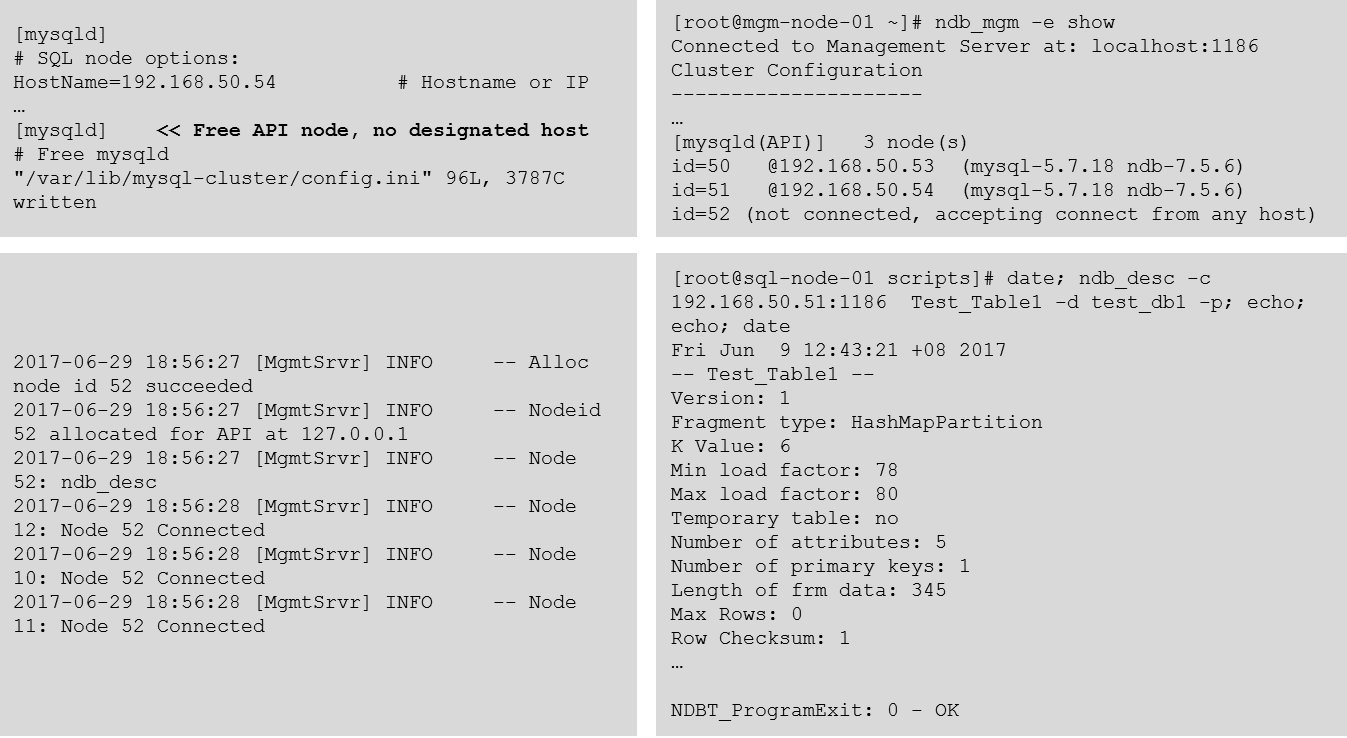 [mysqld]
# SQL node options:
HostName=192.168.50.54          # Hostname or IP
…
[mysqld]    << Free API node, no designated host
# Free mysqld
"/var/lib/mysql-cluster/config.ini" 96L, 3787C
written
[root@mgm-node-01 ~]# ndb_mgm -e show
Connected to Management Server at: localhost:1186
Cluster Configuration
---------------------
…
[mysqld(API)]   3 node(s)
id=50   @192.168.50.53  (mysql-5.7.18 ndb-7.5.6)
id=51   @192.168.50.54  (mysql-5.7.18 ndb-7.5.6)
id=52 (not connected, accepting connect from any host)
2017-06-29 18:56:27 [MgmtSrvr] INFO     -- Alloc
node id 52 succeeded
2017-06-29 18:56:27 [MgmtSrvr] INFO     -- Nodeid
52 allocated for API at 127.0.0.1
2017-06-29 18:56:27 [MgmtSrvr] INFO     -- Node
52: ndb_desc
2017-06-29 18:56:28 [MgmtSrvr] INFO     -- Node
12: Node 52 Connected
2017-06-29 18:56:28 [MgmtSrvr] INFO     -- Node
10: Node 52 Connected
2017-06-29 18:56:28 [MgmtSrvr] INFO     -- Node
11: Node 52 Connected
[root@sql-node-01 scripts]# date; ndb_desc -c
192.168.50.51:1186  Test_Table1 -d test_db1 -p; echo;
echo; date
Fri Jun  9 12:43:21 +08 2017
-- Test_Table1 --
Version: 1
Fragment type: HashMapPartition
K Value: 6
Min load factor: 78
Max load factor: 80
Temporary table: no
Number of attributes: 5
Number of primary keys: 1
Length of frm data: 345
Max Rows: 0
Row Checksum: 1
…
NDBT_ProgramExit: 0 - OK